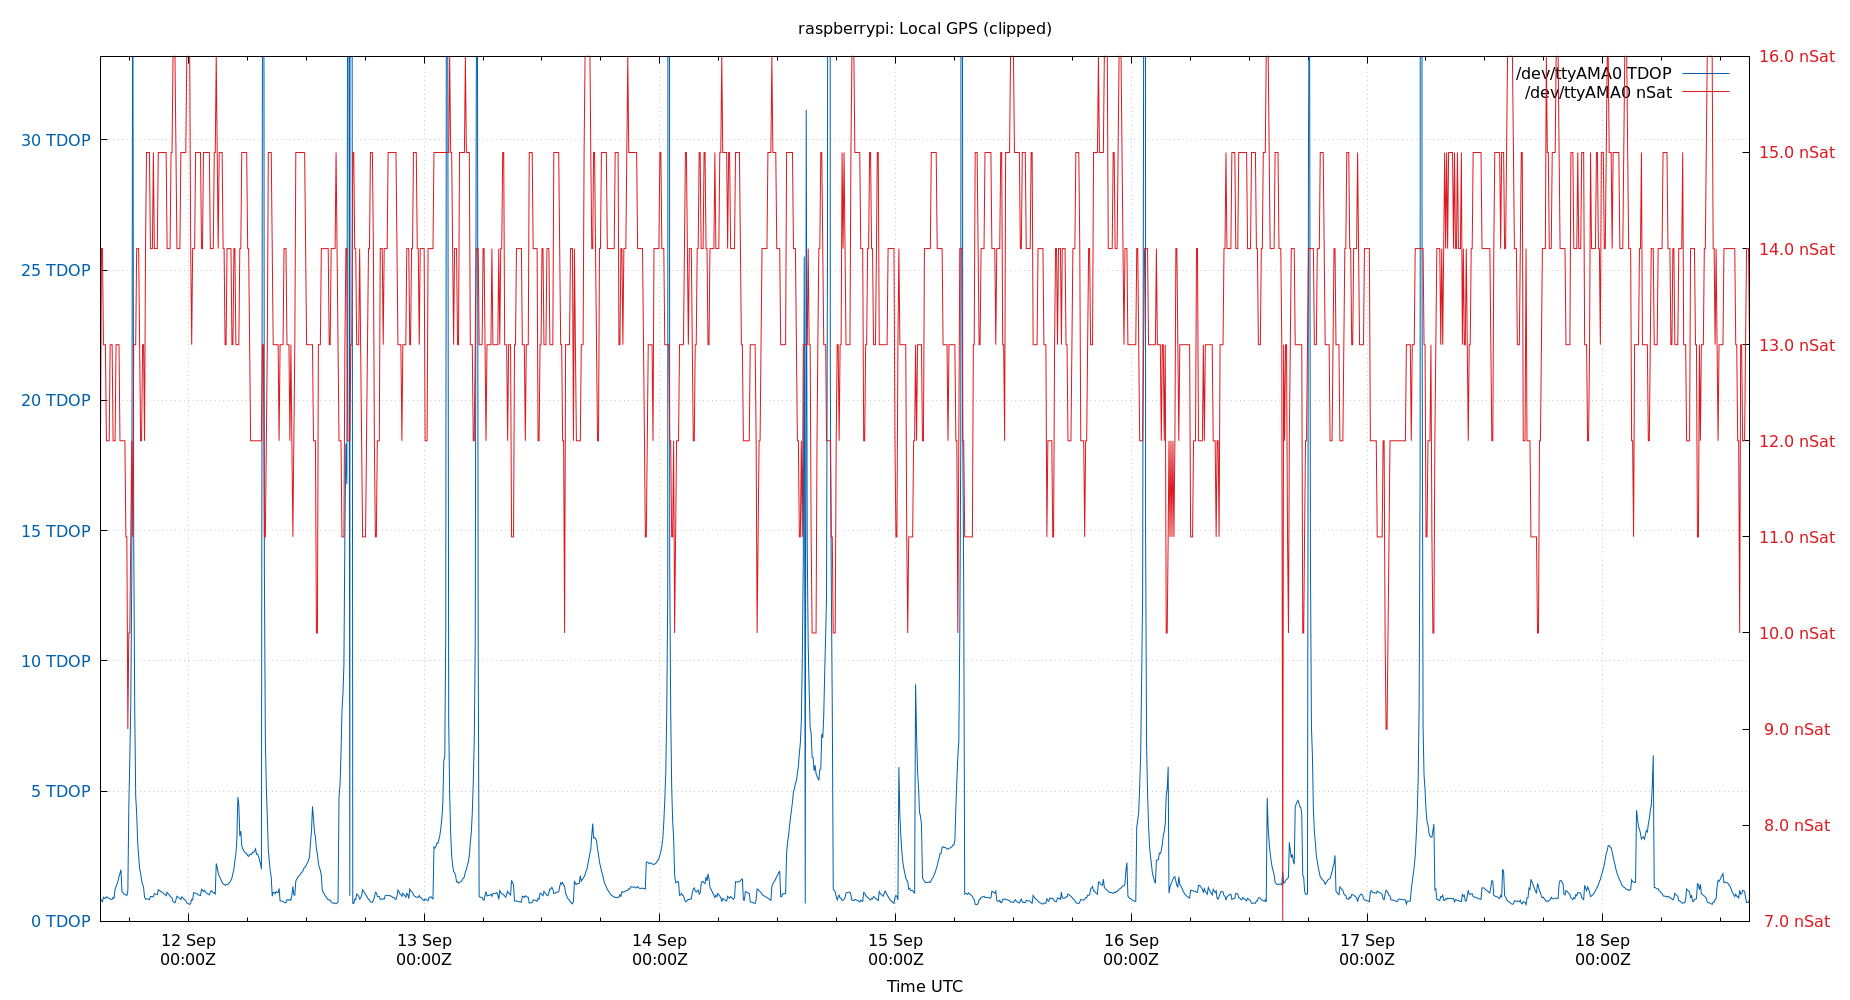 raspberrypi: Local GPS (clipped)
/dev/ttyAMA0 TDOP
/dev/ttyAMA0 nSat
30 TDOP
25 TDOP
20 TDOP
15 TDOP
10 TDOP
5 TDOP
0 TDOP
16.0 nSat
15.0 nSat
14.0 nSat
13.0 nSat
12.0 nSat
11.0 nSat
10.0 nSat
9.0 nSat
8.0 nSat
7.0 nSat
12 Sep 13 Sep 14 Sep 15 Sep 16 Sep 17 Sep 18 Sep
00:00Z 00:00Z 00:00Z 00:00Z 00:00Z 00:00Z 00:00Z
Time UTC